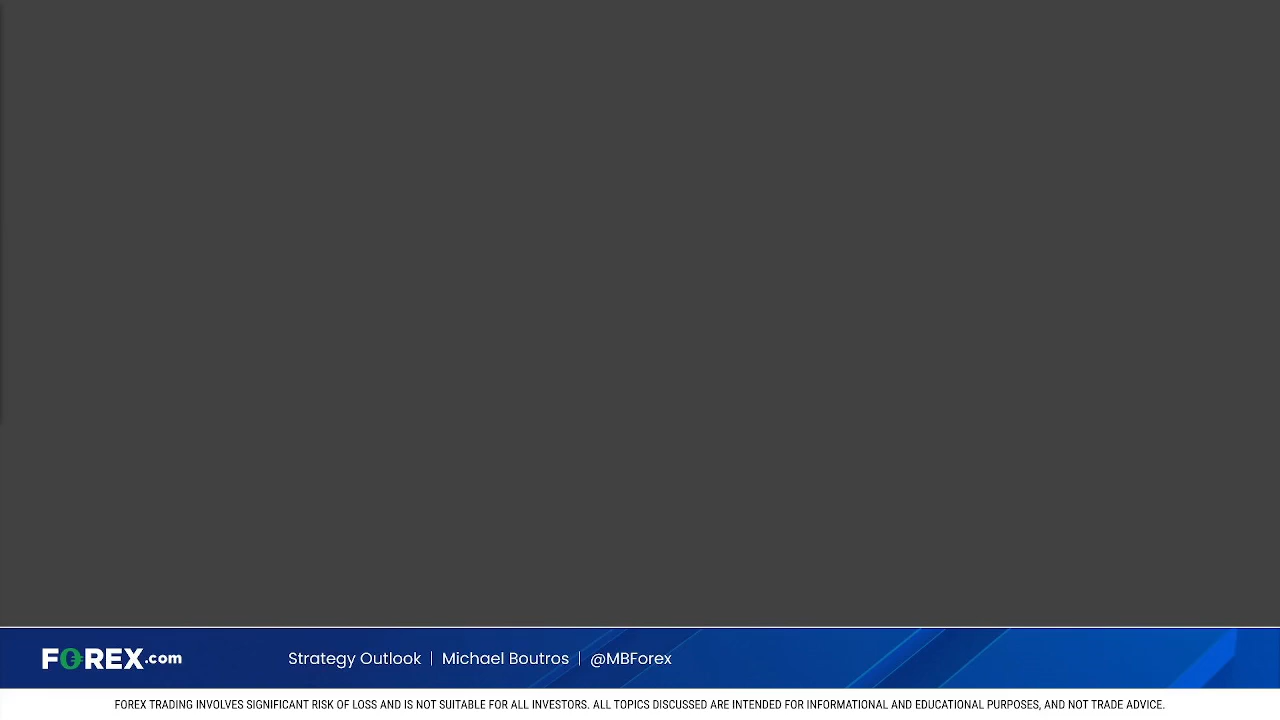 FOREX.com
Strategy Outlook | Michael Boutros | @MBForex
FOREX TRADING INVOLVES SIGNIFICANT RISK OF LOSS AND IS NOT SUITABLE FOR ALL INVESTORS. ALL TOPICS DISCUSSED ARE INTENDED FOR INFORMATIONAL AND EDUCATIONAL PURPOSES, AND NOT TRADE ADVICE.